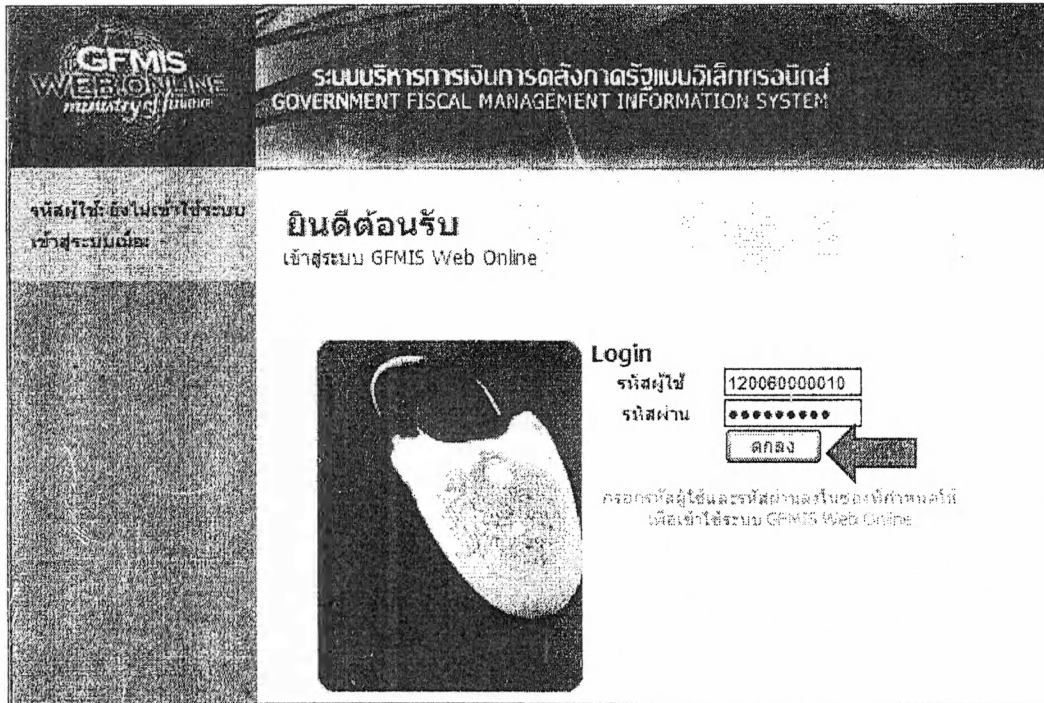 GFMIS
WEB ONLINE
ministry of finance
ระบบบริหารการเงินการคลังภาครัฐแบบอิเล็กทรอนิกส์
GOVERNMENT FISCAL MANAGEMENT INFORMATION SYSTEM
รหัสผู้ใช้: ยังไม่เข้าใช้ระบบ
เข้าสู่ระบบเมื่อ:
ยินดีต้อนรับ
เข้าสู่ระบบ GFMIS Web Online
Login
รหัสผู้ใช้ 120060000010
รหัสผ่าน ●●●●●●●●●
ตกลง
กรอกรหัสผู้ใช้และรหัสผ่านลงในช่องที่กำหนดให้
เพื่อเข้าใช้ระบบ GFMIS Web Online